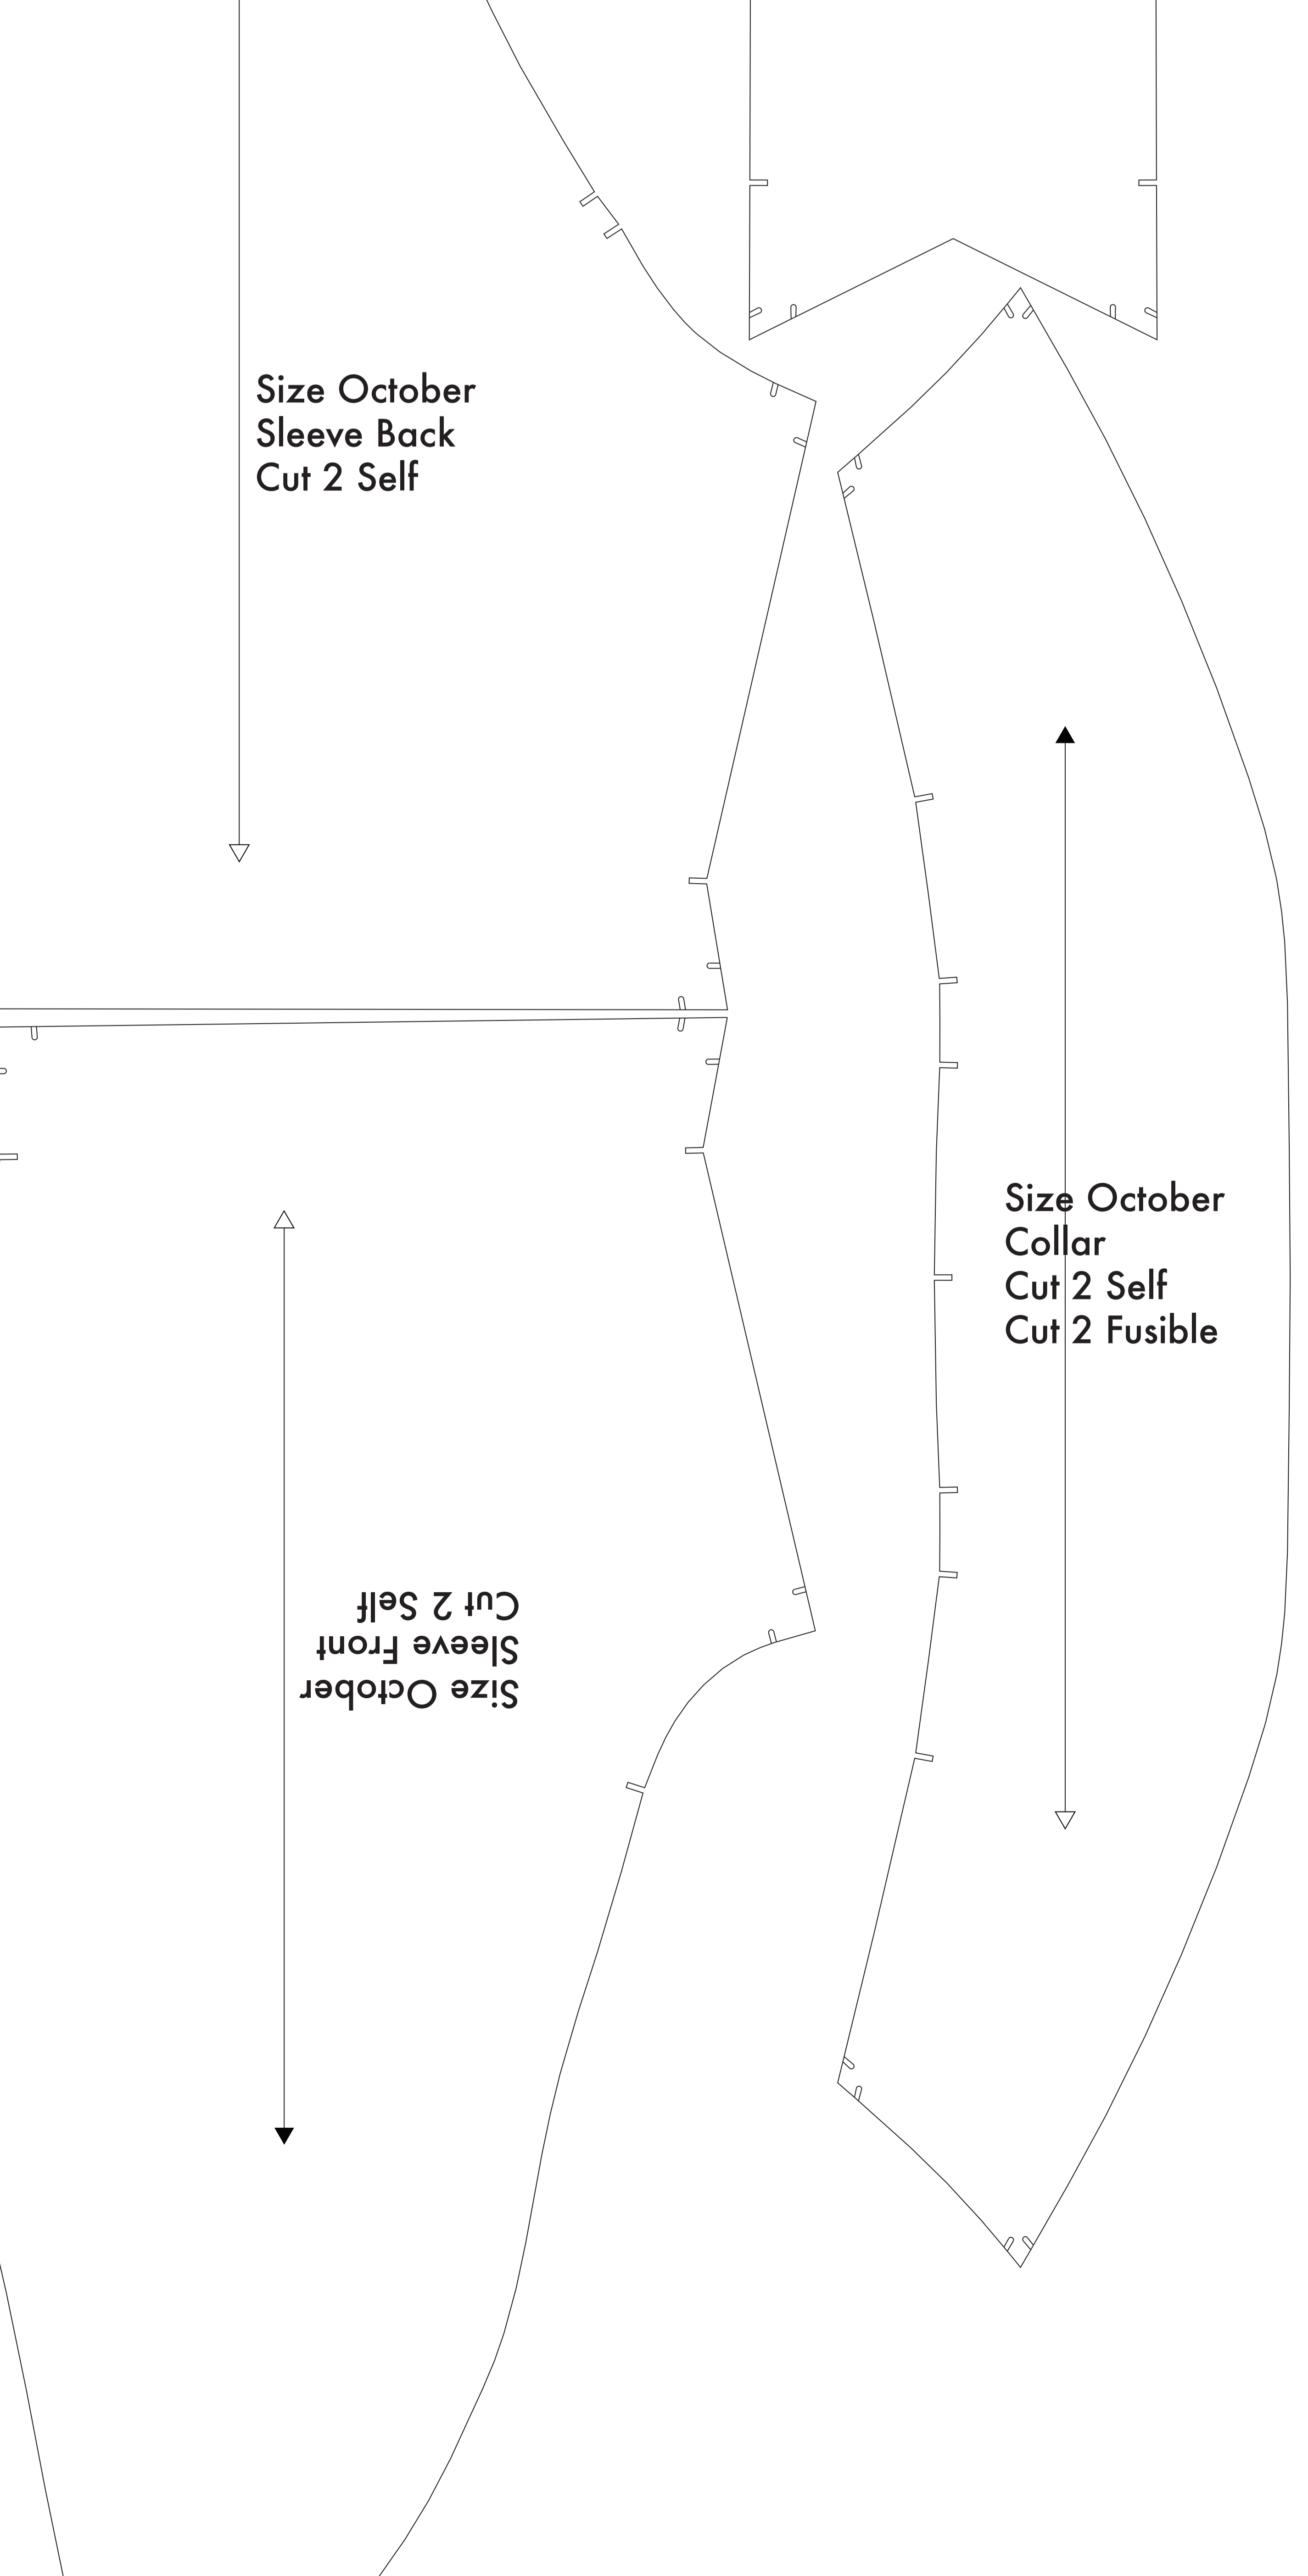 Size October
Sleeve Back
Cut 2 Self
Size October
Collar
Cut 2 Self
Cut 2 Fusible
Size October
Sleeve Front
Cut 2 Self